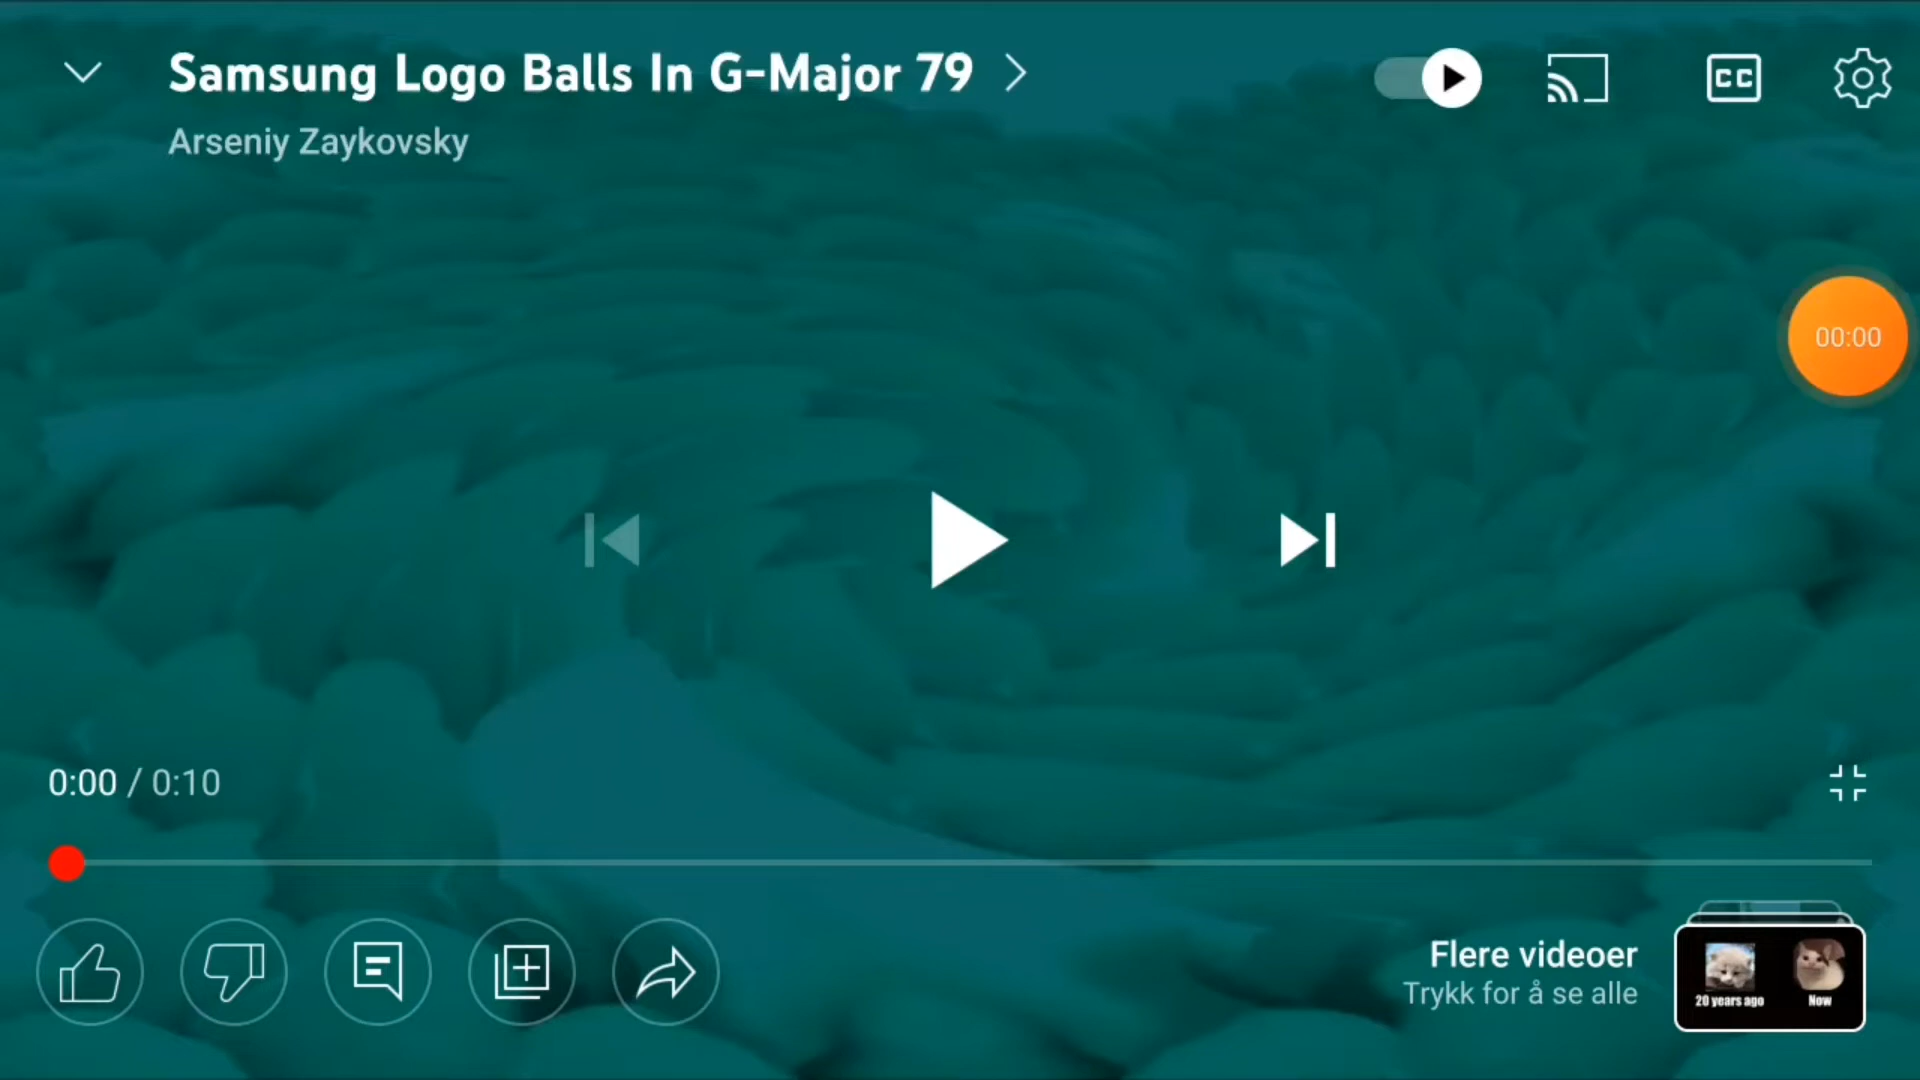 Samsung Logo Balls In G-Major 79
CC
Arseniy Zaykovsky
00:00
0:00 / 0:10
Flere videoer
Trykk for å se alle
20 years ago
Now